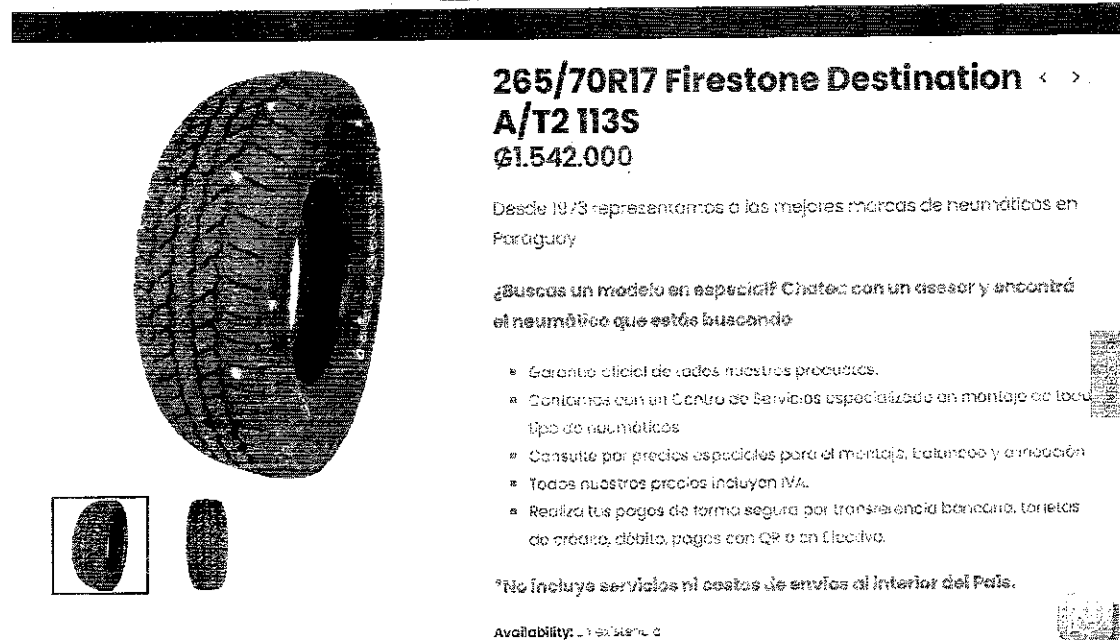 265/70R17 Firestone Destination < >
A/T2 113S
₲1.542.000
Desde 1973 representamos a las mejores marcas de neumáticos en
Paraguay
¿Buscas un modelo en especial? Chatea con un asesor y encontrá
el neumático que estás buscando
Garantía oficial de todos nuestros productos.
Contamos con un Centro de Servicios especializado en montaje de todo
tipo de neumáticos
Consulte por precios especiales para el montaje, balanceo y alineación
Todos nuestros precios incluyen IVA.
Realiza tus pagos de forma segura por transferencia bancaria, tarjetas
de crédito, débito, pagos con QR o en Efectivo.
*No incluye servicios ni costos de envíos al interior del País.
Availability: